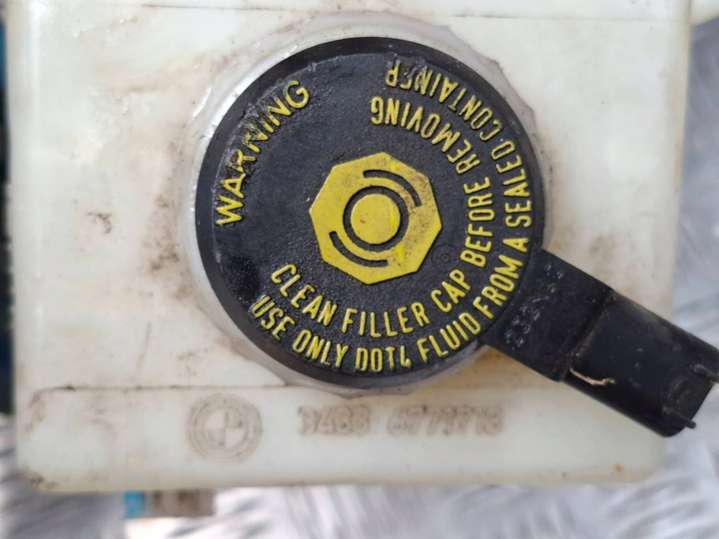 WARNING
CLEAN FILLER CAP BEFORE REMOVING
USE ONLY DOT4 FLUID FROM A SEALED CONTAINER